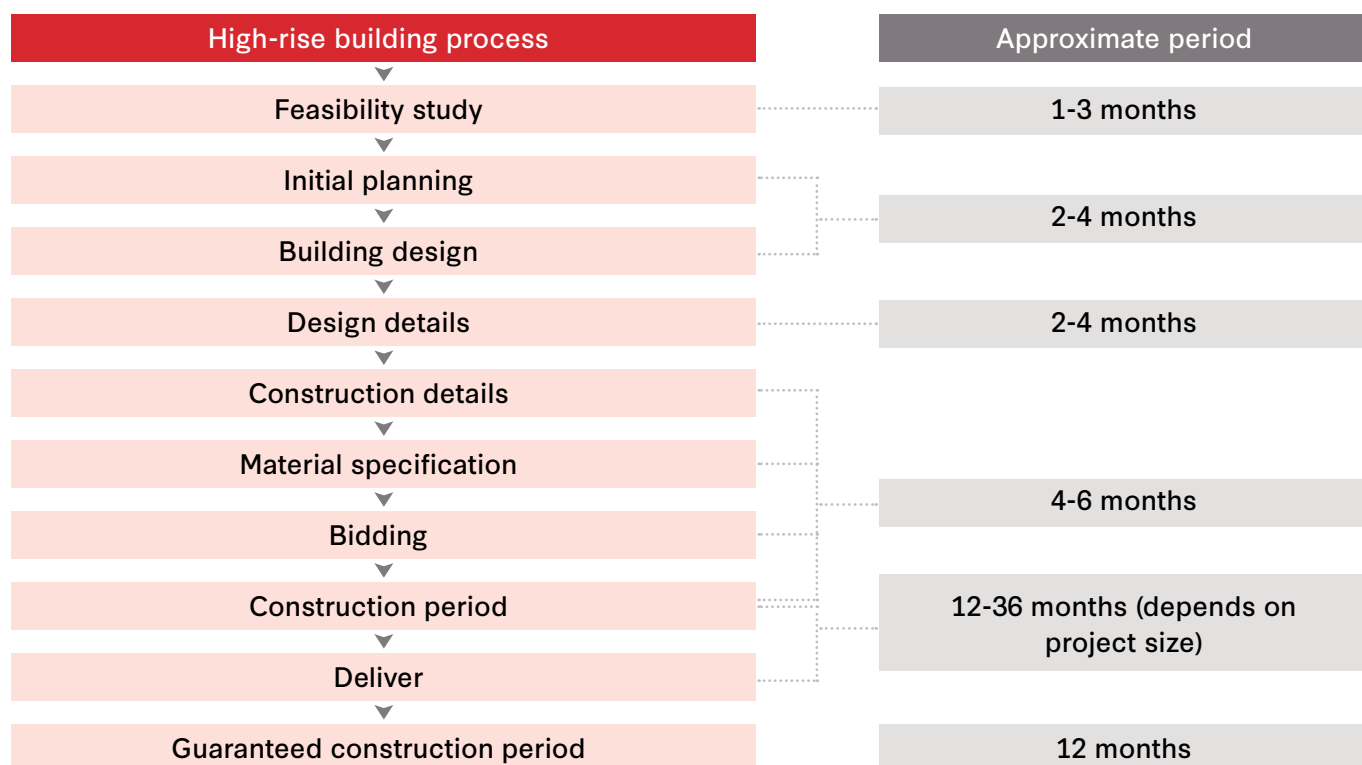 High-rise building process
Approximate period
Feasibility study
1-3 months
Initial planning
2-4 months
Building design
Design details
2-4 months
Construction details
Material specification
4-6 months
Bidding
Construction period
12-36 months (depends on
project size)
Deliver
Guaranteed construction period
12 months